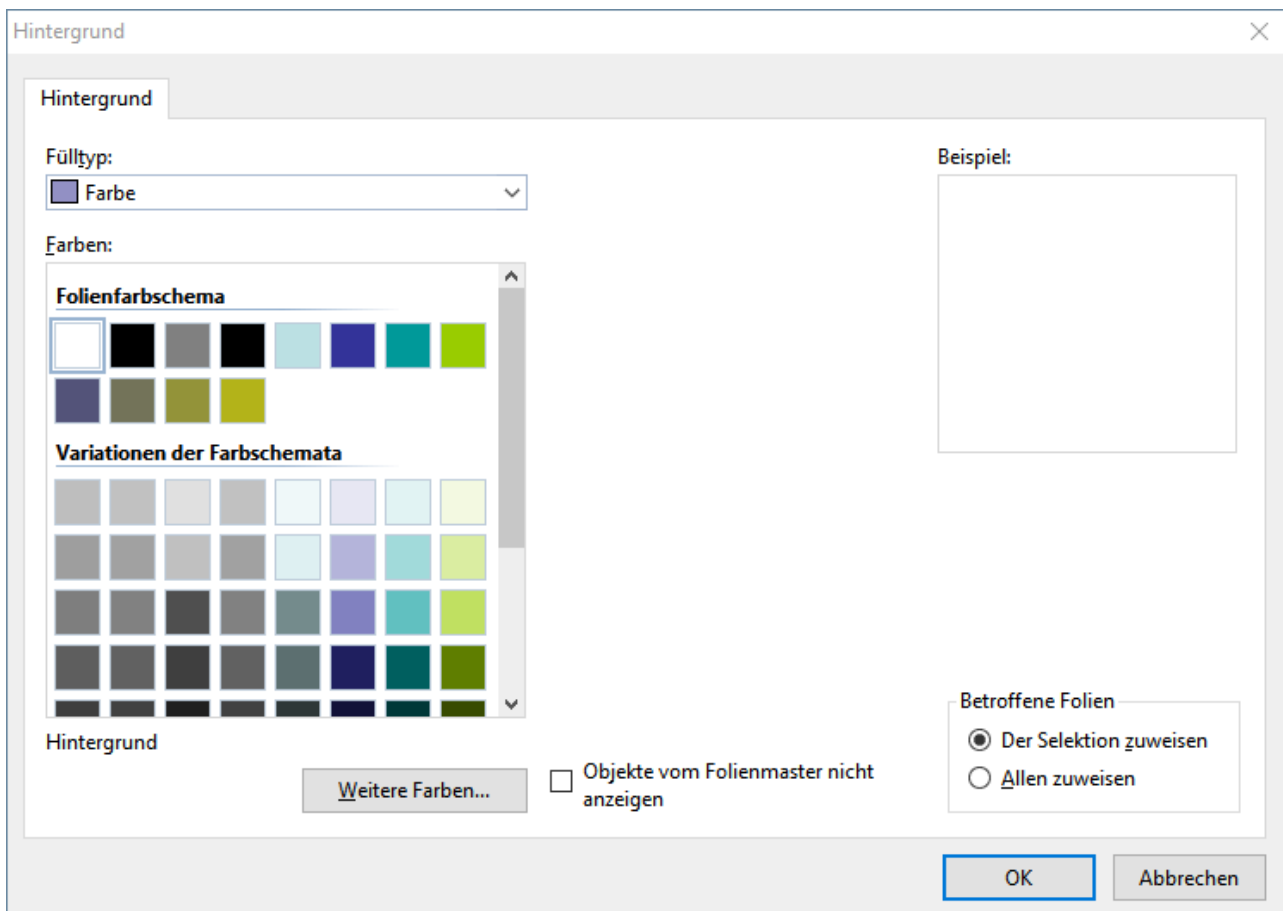 Hintergrund
Hintergrund
Fülltyp:
Farbe
Farben:
Folienfarbschema
Variationen der Farbschemata
Hintergrund
Weitere Farben...
Objekte vom Folienmaster nicht
anzeigen
Beispiel:
Betroffene Folien
Der Selektion zuweisen
Allen zuweisen
OK
Abbrechen